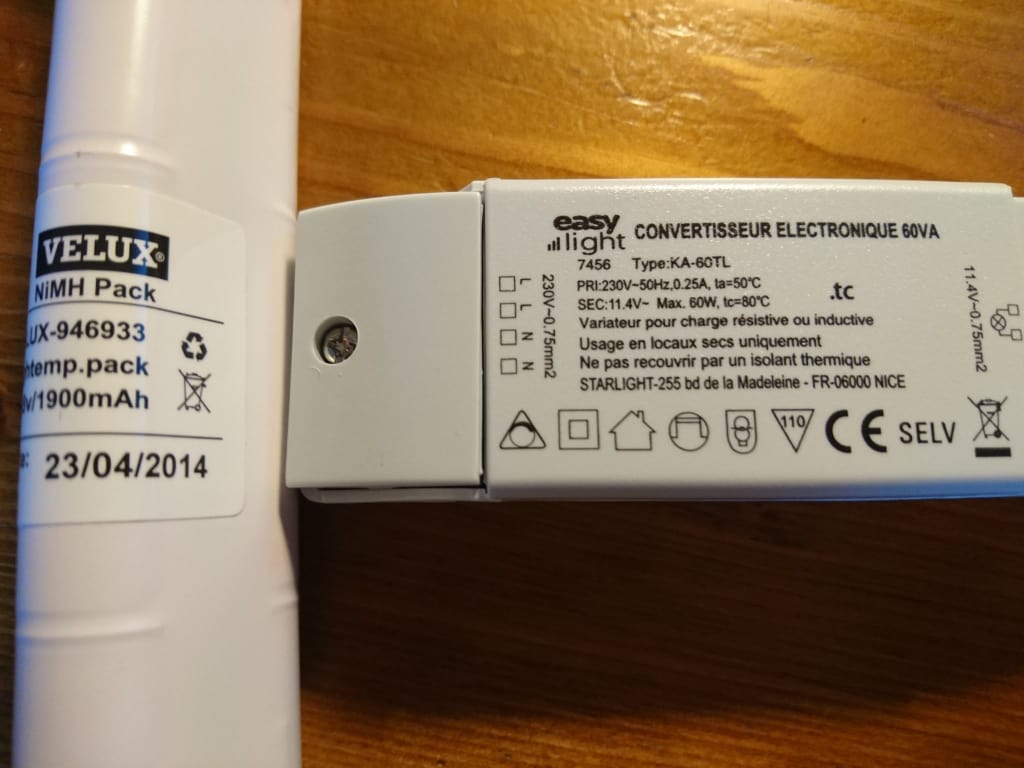 VELUX®
NiMH Pack
LUX-946933
temp.pack
/1900mAh
23/04/2014
easy
light
CONVERTISSEUR ELECTRONIQUE 60VA
7456 Type:KA-60TL
PRI:230V~50Hz,0.25A, ta=50°C
SEC:11.4V~ Max. 60W, tc=80°C
.tc
Variateur pour charge résistive ou inductive
Usage en locaux secs uniquement
Ne pas recouvrir par un isolant thermique
STARLIGHT-255 bd de la Madeleine - FR-06000 NICE
L
L
N
N
230V~0.75mm2
11.4V~0.75mm2
110
CE
SELV